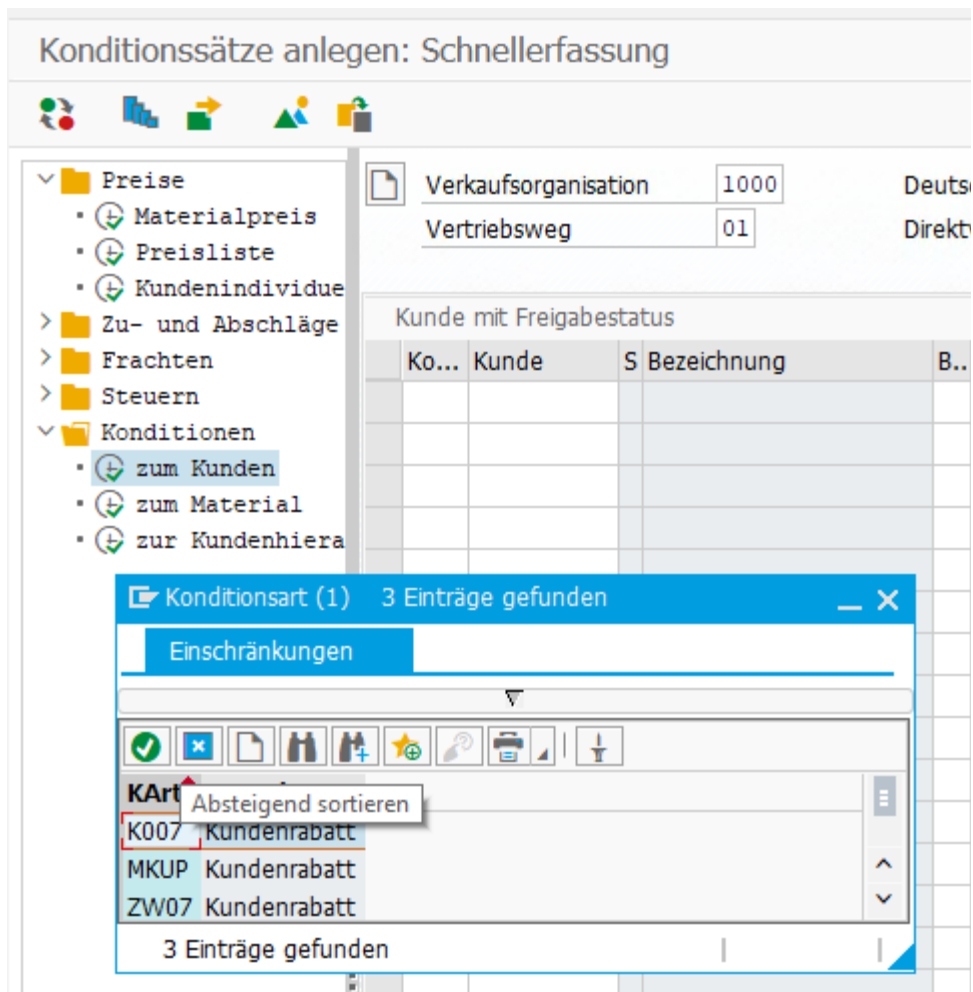 Konditionssätze anlegen: Schnellerfassung
Preise
Materialpreis
Preisliste
Kundenindividue
Zu- und Abschläge
Frachten
Steuern
Konditionen
zum Kunden
zum Material
zur Kundenhiera
Verkaufsorganisation 1000 Deuts
Vertriebsweg 01 Direkt
Kunde mit Freigabestatus
Ko... Kunde S Bezeichnung B..
Konditionsart (1) 3 Einträge gefunden
Einschränkungen
KArt
Absteigend sortieren
K007 Kundenrabatt
MKUP Kundenrabatt
ZW07 Kundenrabatt
3 Einträge gefunden